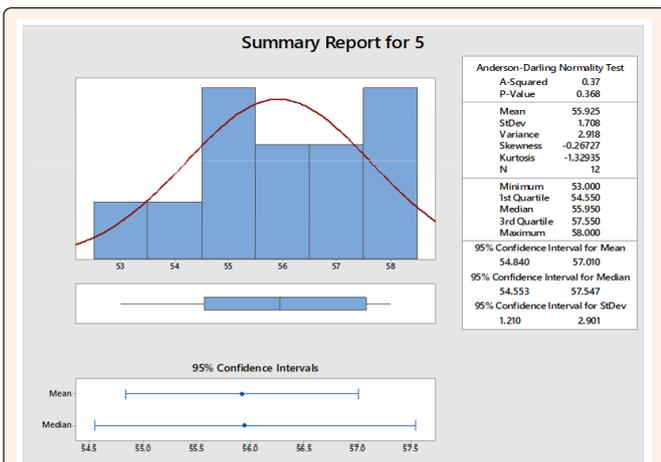 Summary Report for 5
53 54 55 56 57 58
95% Confidence Intervals
Mean
Median
54.5 55.0 55.5 56.0 56.5 57.0 57.5
Anderson-Darling Normality Test
A-Squared 0.37
P-Value 0.368
Mean 55.925
StDev 1.708
Variance 2.918
Skewness -0.26727
Kurtosis -1.32935
N 12
Minimum 53.000
1st Quartile 54.550
Median 55.950
3rd Quartile 57.550
Maximum 58.000
95% Confidence Interval for Mean
54.840 57.010
95% Confidence Interval for Median
54.553 57.547
95% Confidence Interval for StDev
1.210 2.901